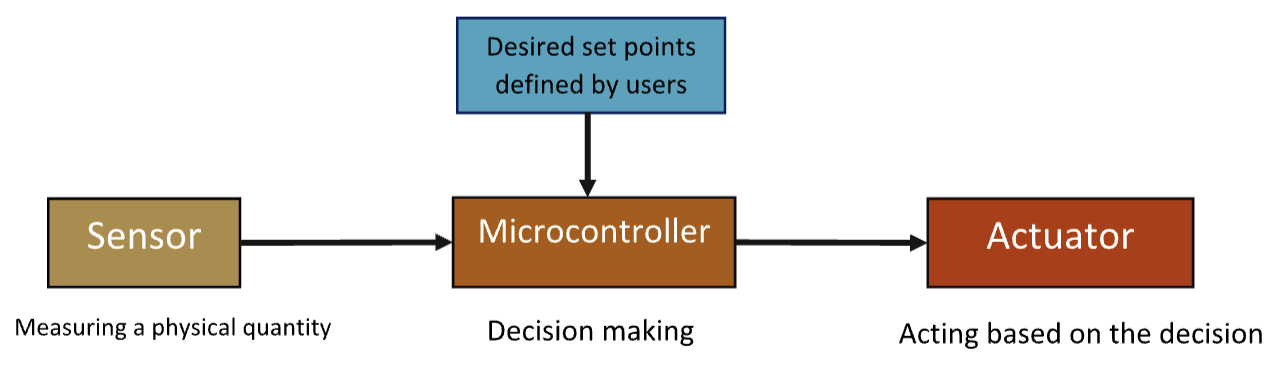 Desired set points
defined by users
Sensor
Microcontroller
Actuator
Measuring a physical quantity
Decision making
Acting based on the decision